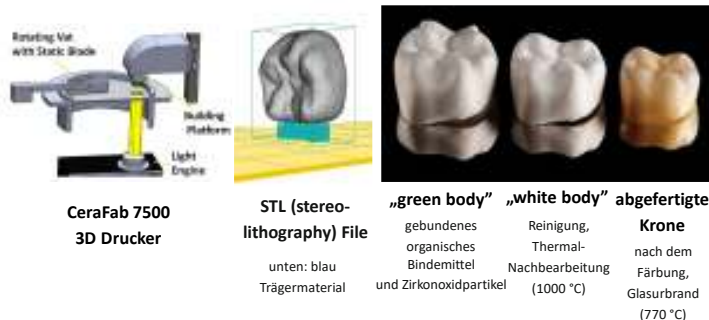 Rotating Vat
with Static Blade
Building
Platform
Light
Engine
CeraFab 7500
3D Drucker
STL (stereo-
lithography) File
unten: blau
Trägermaterial
„green body”
gebundenes
organisches
Bindemittel
und Zirkonoxidpartikel
„white body”
Reinigung,
Thermal-
Nachbearbeitung
(1000 °C)
abgefertigte
Krone
nach dem
Färbung,
Glasurbrand
(770 °C)